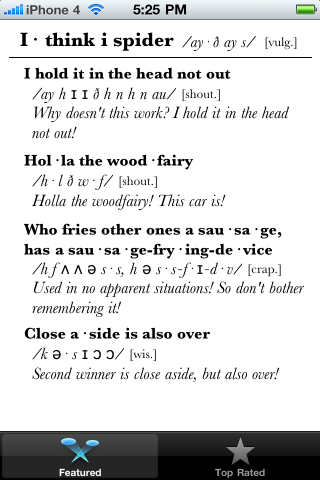 iPhone 4 5:25 PM
I · think i spider /ay · ð ay s/ [vulg.]
I hold it in the head not out
/ay h ɪ ɪ ð h n h n au/ [shout.]
Why doesn't this work? I hold it in the head
not out!
Hol · la the wood · fairy
/h · l ð w · f/ [shout.]
Holla the woodfairy! This car is!
Who fries other ones a sau · sa · ge,
has a sau · sa · ge-fry · ing-de · vice
/h f ʌ ʌ ə s · s, h ə s · s-f · ɪ-d · v/ [crap.]
Used in no apparent situations! So don't bother
remembering it!
Close a · side is also over
/k ə · s ɪ ɔ ɔ/ [wis.]
Second winner is close aside, but also over!
Featured Top Rated